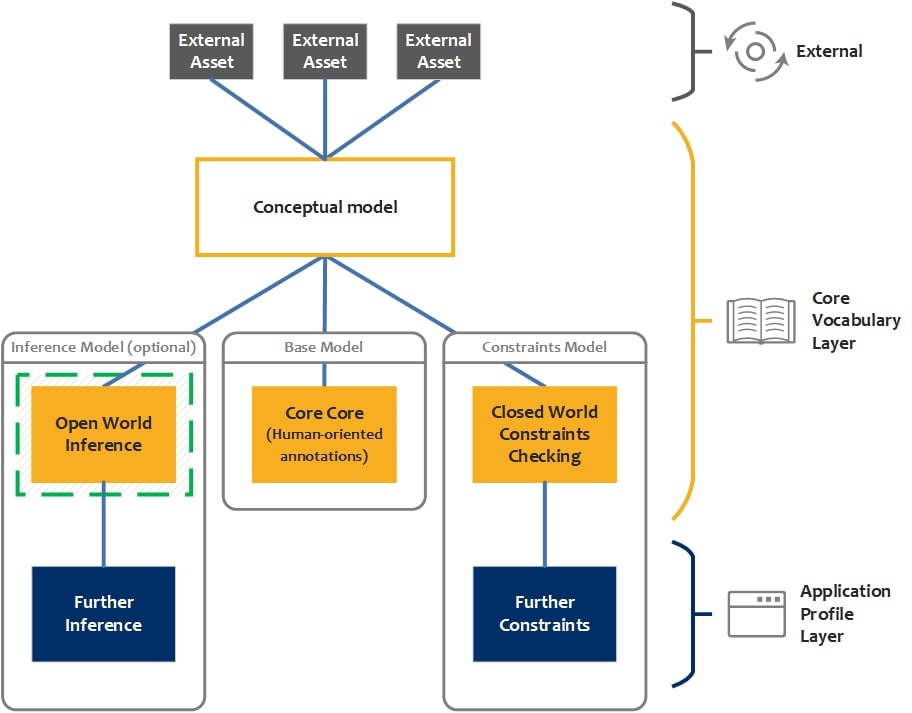 External
Asset
External
Asset
External
Asset
External
Conceptual model
Core
Vocabulary
Layer
Inference Model (optional)
Base Model
Constraints Model
Open World
Inference
Core Core
(Human-oriented
annotations)
Closed World
Constraints
Checking
Further
Inference
Further
Constraints
Application
Profile
Layer